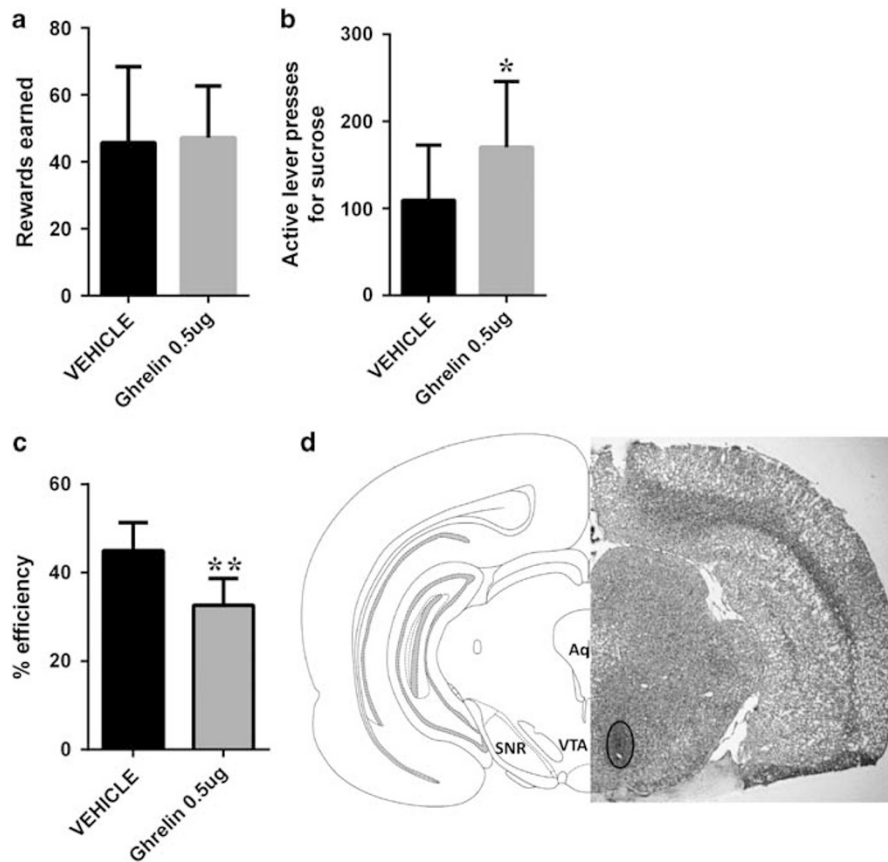 a
Rewards earned
80
60
40
20
0
VEHICLE
Ghrelin 0.5ug
b
Active lever presses
for sucrose
300
200
100
0
*
VEHICLE
Ghrelin 0.5ug
c
% efficiency
60
40
20
0
**
VEHICLE
Ghrelin 0.5ug
d
Aq
SNR
VTA